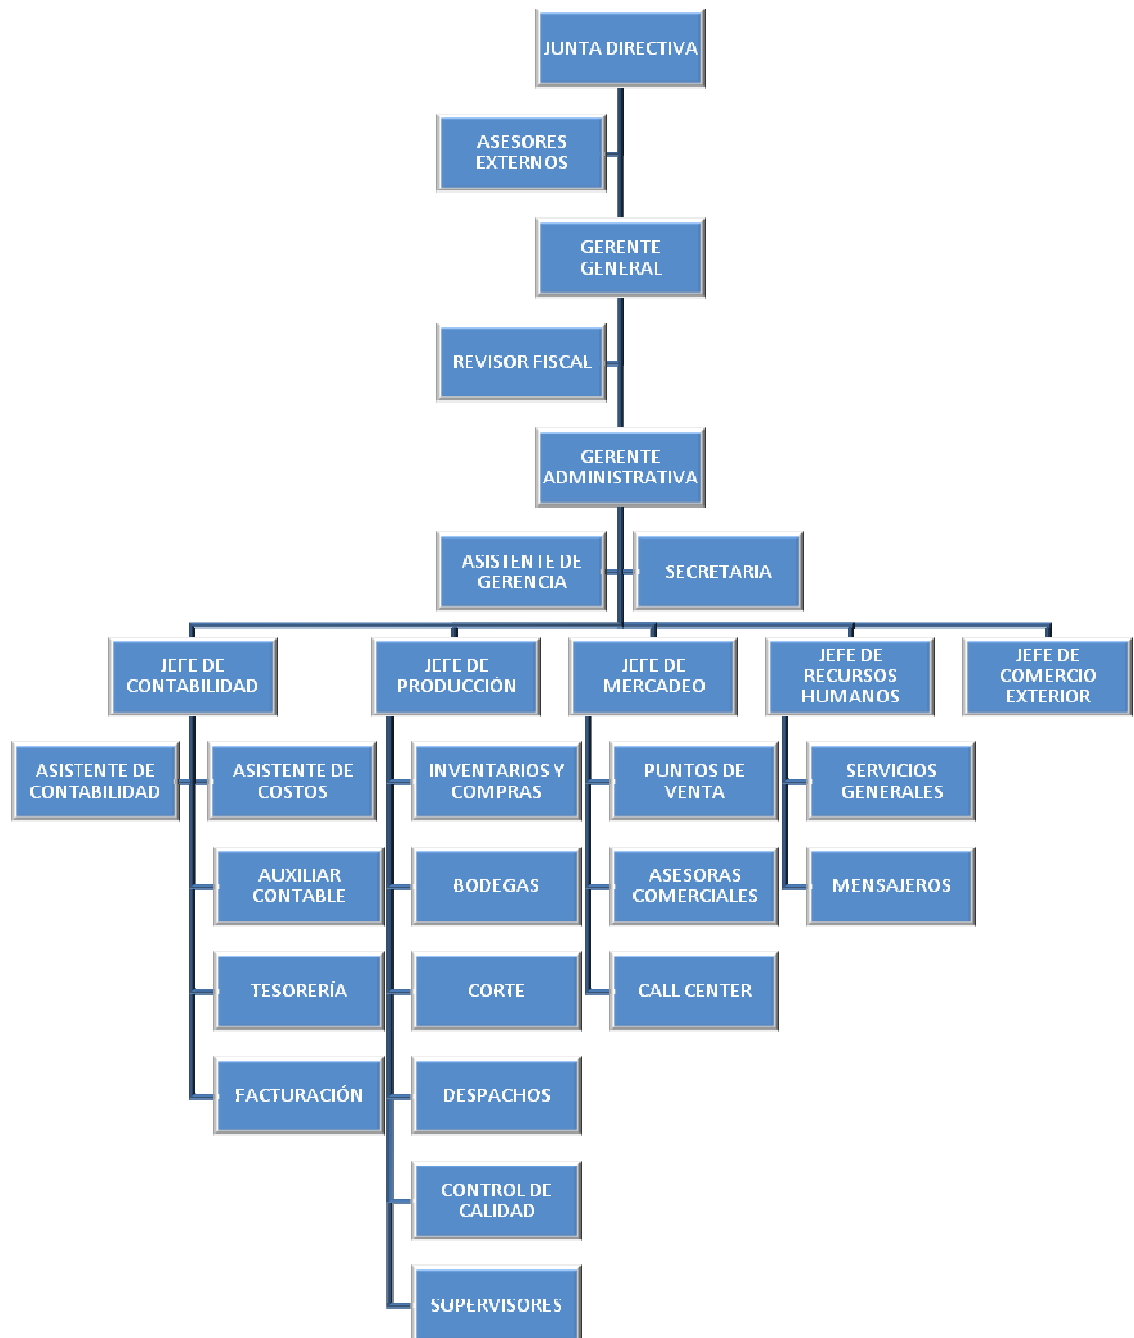 JUNTA DIRECTIVA
ASESORES
EXTERNOS
GERENTE
GENERAL
REVISOR FISCAL
GERENTE
ADMINISTRATIVA
ASISTENTE DE
GERENCIA
SECRETARIA
JEFE DE
CONTABILIDAD
JEFE DE
PRODUCCIÓN
JEFE DE
MERCADEO
JEFE DE
RECURSOS
HUMANOS
JEFE DE
COMERCIO
EXTERIOR
ASISTENTE DE
CONTABILIDAD
ASISTENTE DE
COSTOS
INVENTARIOS Y
COMPRAS
PUNTOS DE
VENTA
SERVICIOS
GENERALES
AUXILIAR
CONTABLE
BODEGAS
ASESORAS
COMERCIALES
MENSAJEROS
TESORERÍA
CORTE
CALL CENTER
FACTURACIÓN
DESPACHOS
CONTROL DE
CALIDAD
SUPERVISORES